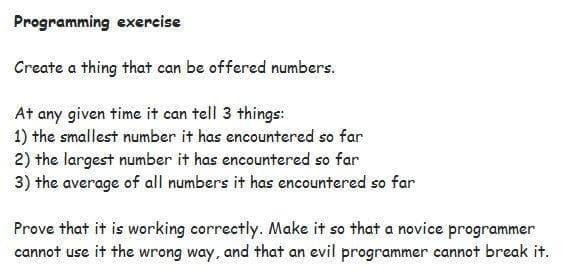 Programming exercise
Create a thing that can be offered numbers.
At any given time it can tell 3 things:
1) the smallest number it has encountered so far
2) the largest number it has encountered so far
3) the average of all numbers it has encountered so far
Prove that it is working correctly. Make it so that a novice programmer
cannot use it the wrong way, and that an evil programmer cannot break it.